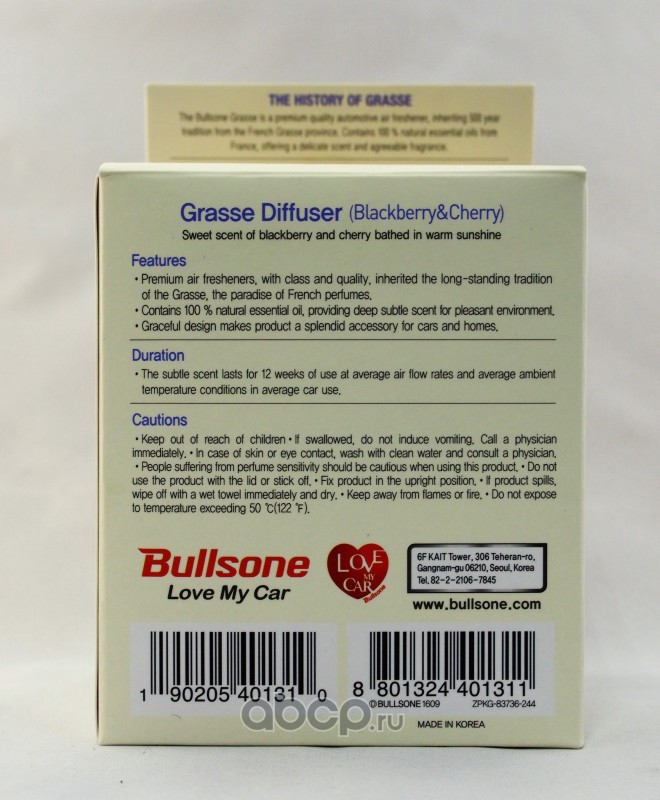 THE HISTORY OF GRASSE
The Bullsone Grasse is a premium quality automotive air freshener, inheriting 500 year
tradition from the French Grasse province. Contains 100 % natural essential oils from
France, offering a delicate scent and agreeable fragrance.
Grasse Diffuser (Blackberry&Cherry)
Sweet scent of blackberry and cherry bathed in warm sunshine
Features
• Premium air fresheners, with class and quality, inherited the long-standing tradition
of the Grasse, the paradise of French perfumes.
• Contains 100 % natural essential oil, providing deep subtle scent for pleasant environment.
• Graceful design makes product a splendid accessory for cars and homes.
Duration
• The subtle scent lasts for 12 weeks of use at average air flow rates and average ambient
temperature conditions in average car use.
Cautions
• Keep out of reach of children • If swallowed, do not induce vomiting. Call a physician
immediately. • In case of skin or eye contact, wash with clean water and consult a physician.
• People suffering from perfume sensitivity should be cautious when using this product. • Do not
use the product with the lid or stick off. • Fix product in the upright position. • If product spills,
wipe off with a wet towel immediately and dry. • Keep away from flames or fire. • Do not expose
to temperature exceeding 50 ℃(122 ℉).
Bullsone
Love My Car
LOVE
MY
CAR
Bullsone
6F KAIT Tower, 306 Teheran-ro,
Gangnam-gu 06210, Seoul, Korea
Tel. 82-2-2106-7845
www.bullsone.com
1 90205 40131 0
8 801324 401311
© BULLSONE 1609 ZPKG-83736-244
MADE IN KOREA
abcp.ru